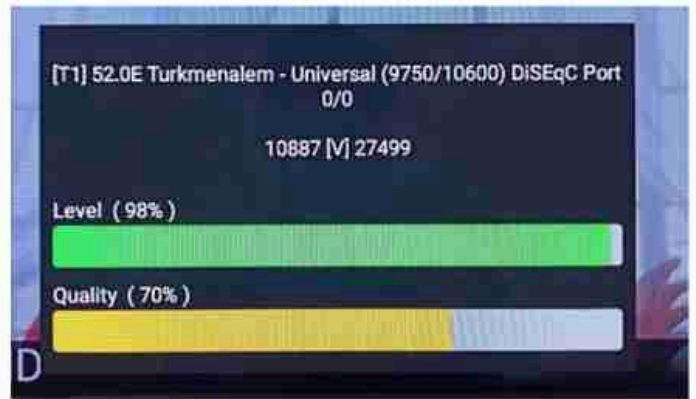 [T1] 52.0E Turkmenalem - Universal (9750/10600) DiSEqC Port
0/0
10887 [V] 27499
Level ( 98% )
Quality ( 70% )
D